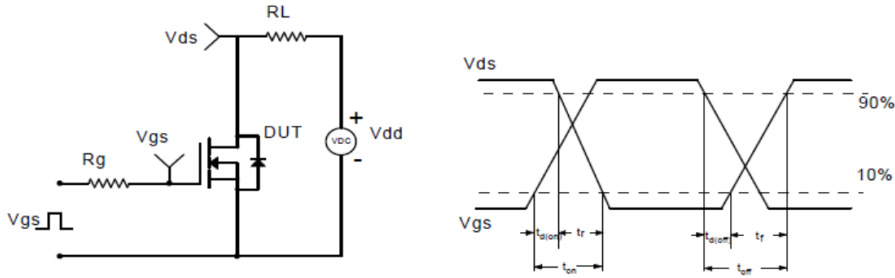 RL
Vds
Vgs
DUT
+
VDC
-
Vdd
Rg
Vgs
Vds
90%
10%
Vgs
td(on)
tr
ton
td(off)
tf
toff